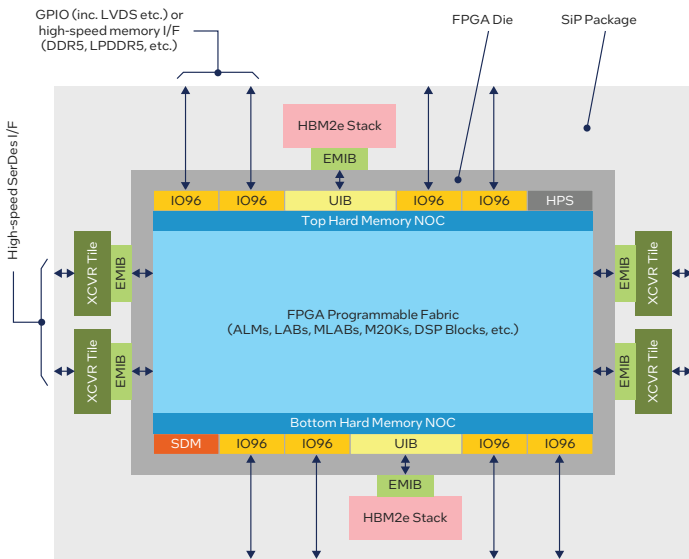 GPIO (inc. LVDS etc.) or
high-speed memory I/F
(DDR5, LPDDR5, etc.)
FPGA Die
SiP Package
HBM2e Stack
EMIB
IO96
IO96
UIB
IO96
IO96
HPS
Top Hard Memory NOC
High-speed SerDes I/F
XCVR Tile
EMIB
EMIB
XCVR Tile
FPGA Programmable Fabric
(ALMs, LABs, MLABs, M20Ks, DSP Blocks, etc.)
XCVR Tile
EMIB
EMIB
XCVR Tile
Bottom Hard Memory NOC
SDM
IO96
IO96
UIB
IO96
IO96
EMIB
HBM2e Stack